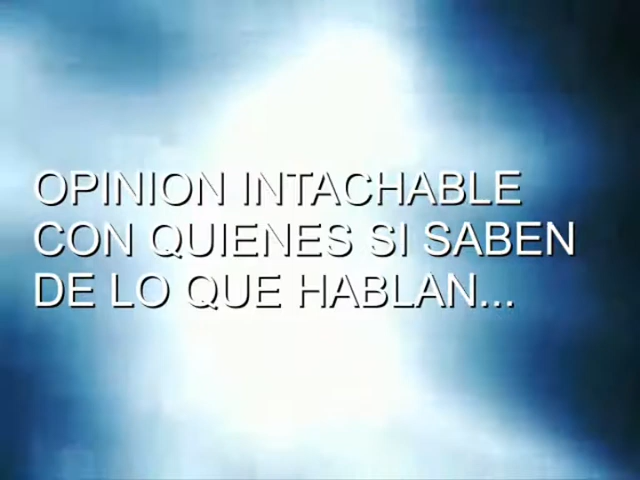 OPINION INTACHABLE
CON QUIENES SI SABEN
DE LO QUE HABLAN...